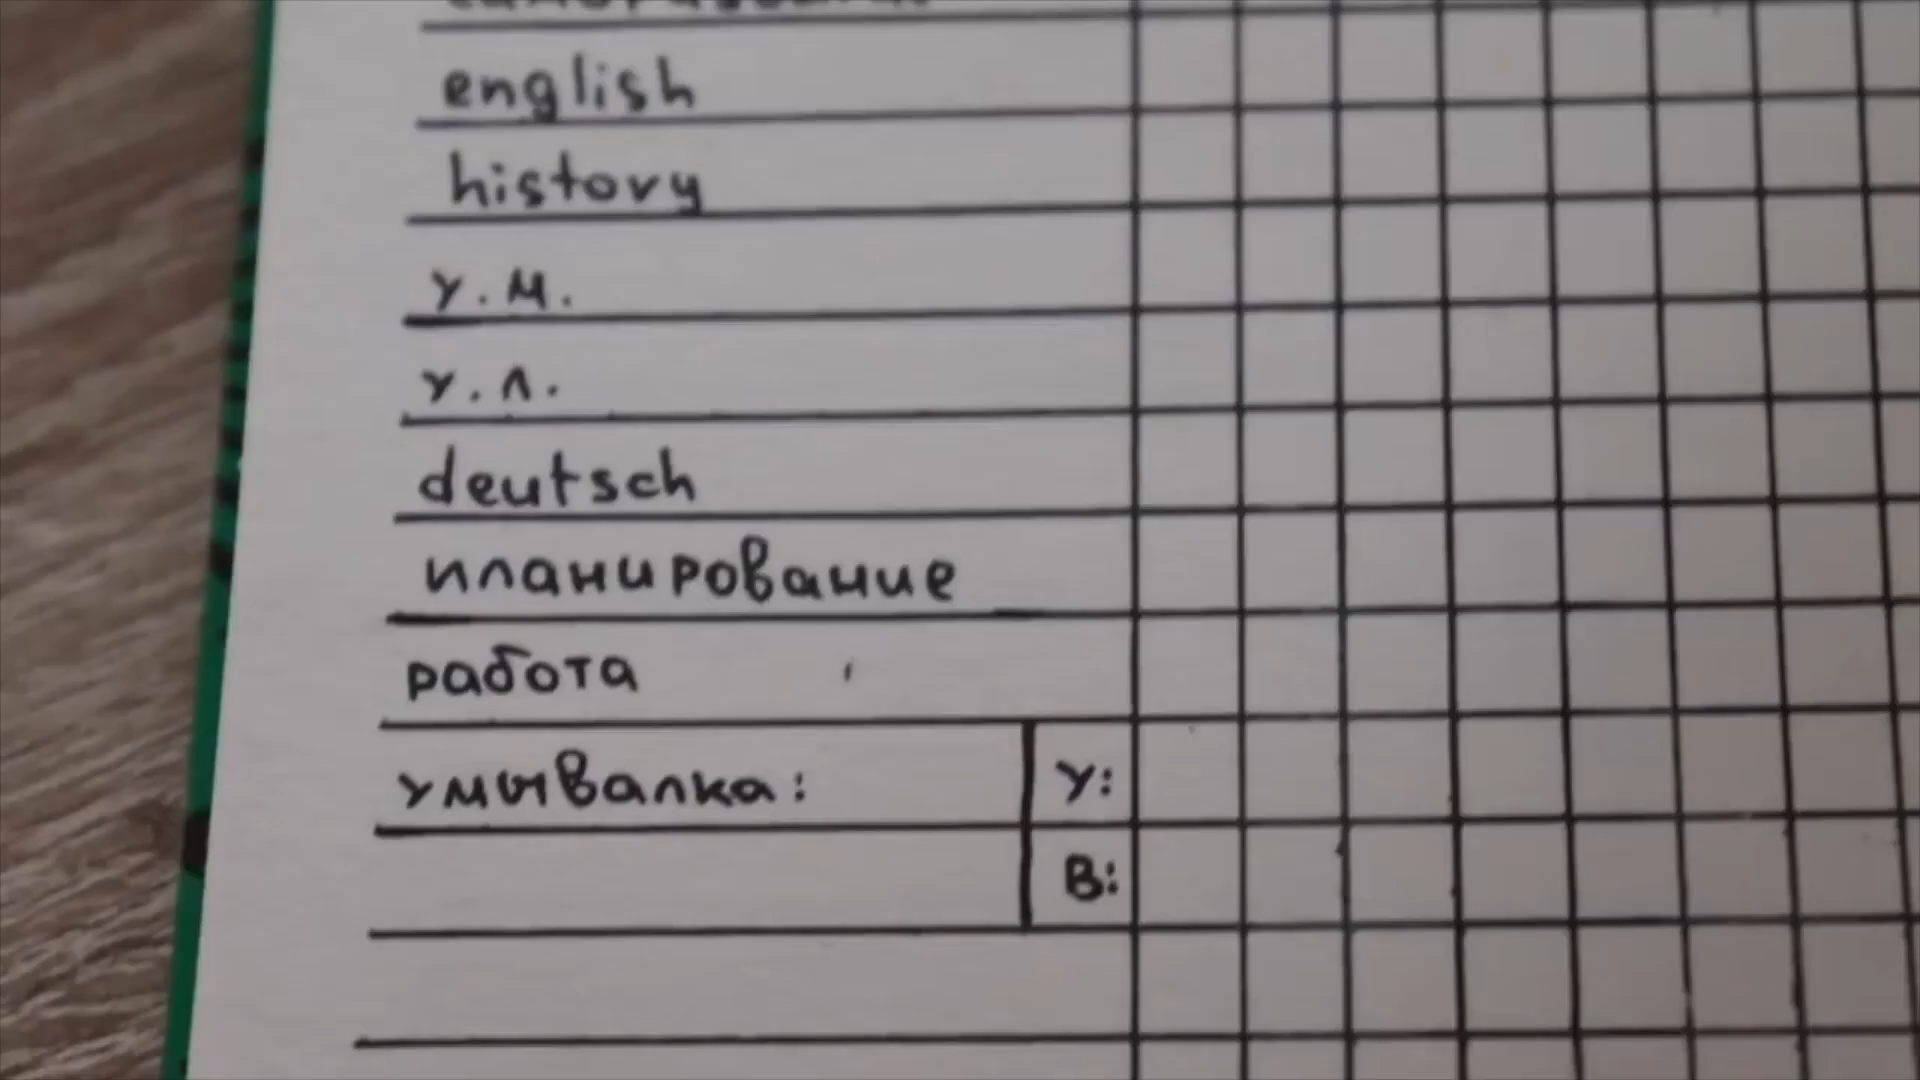 english
history
у.м.
у.л.
deutsch
планирование
работа
умывалка: У:
В: